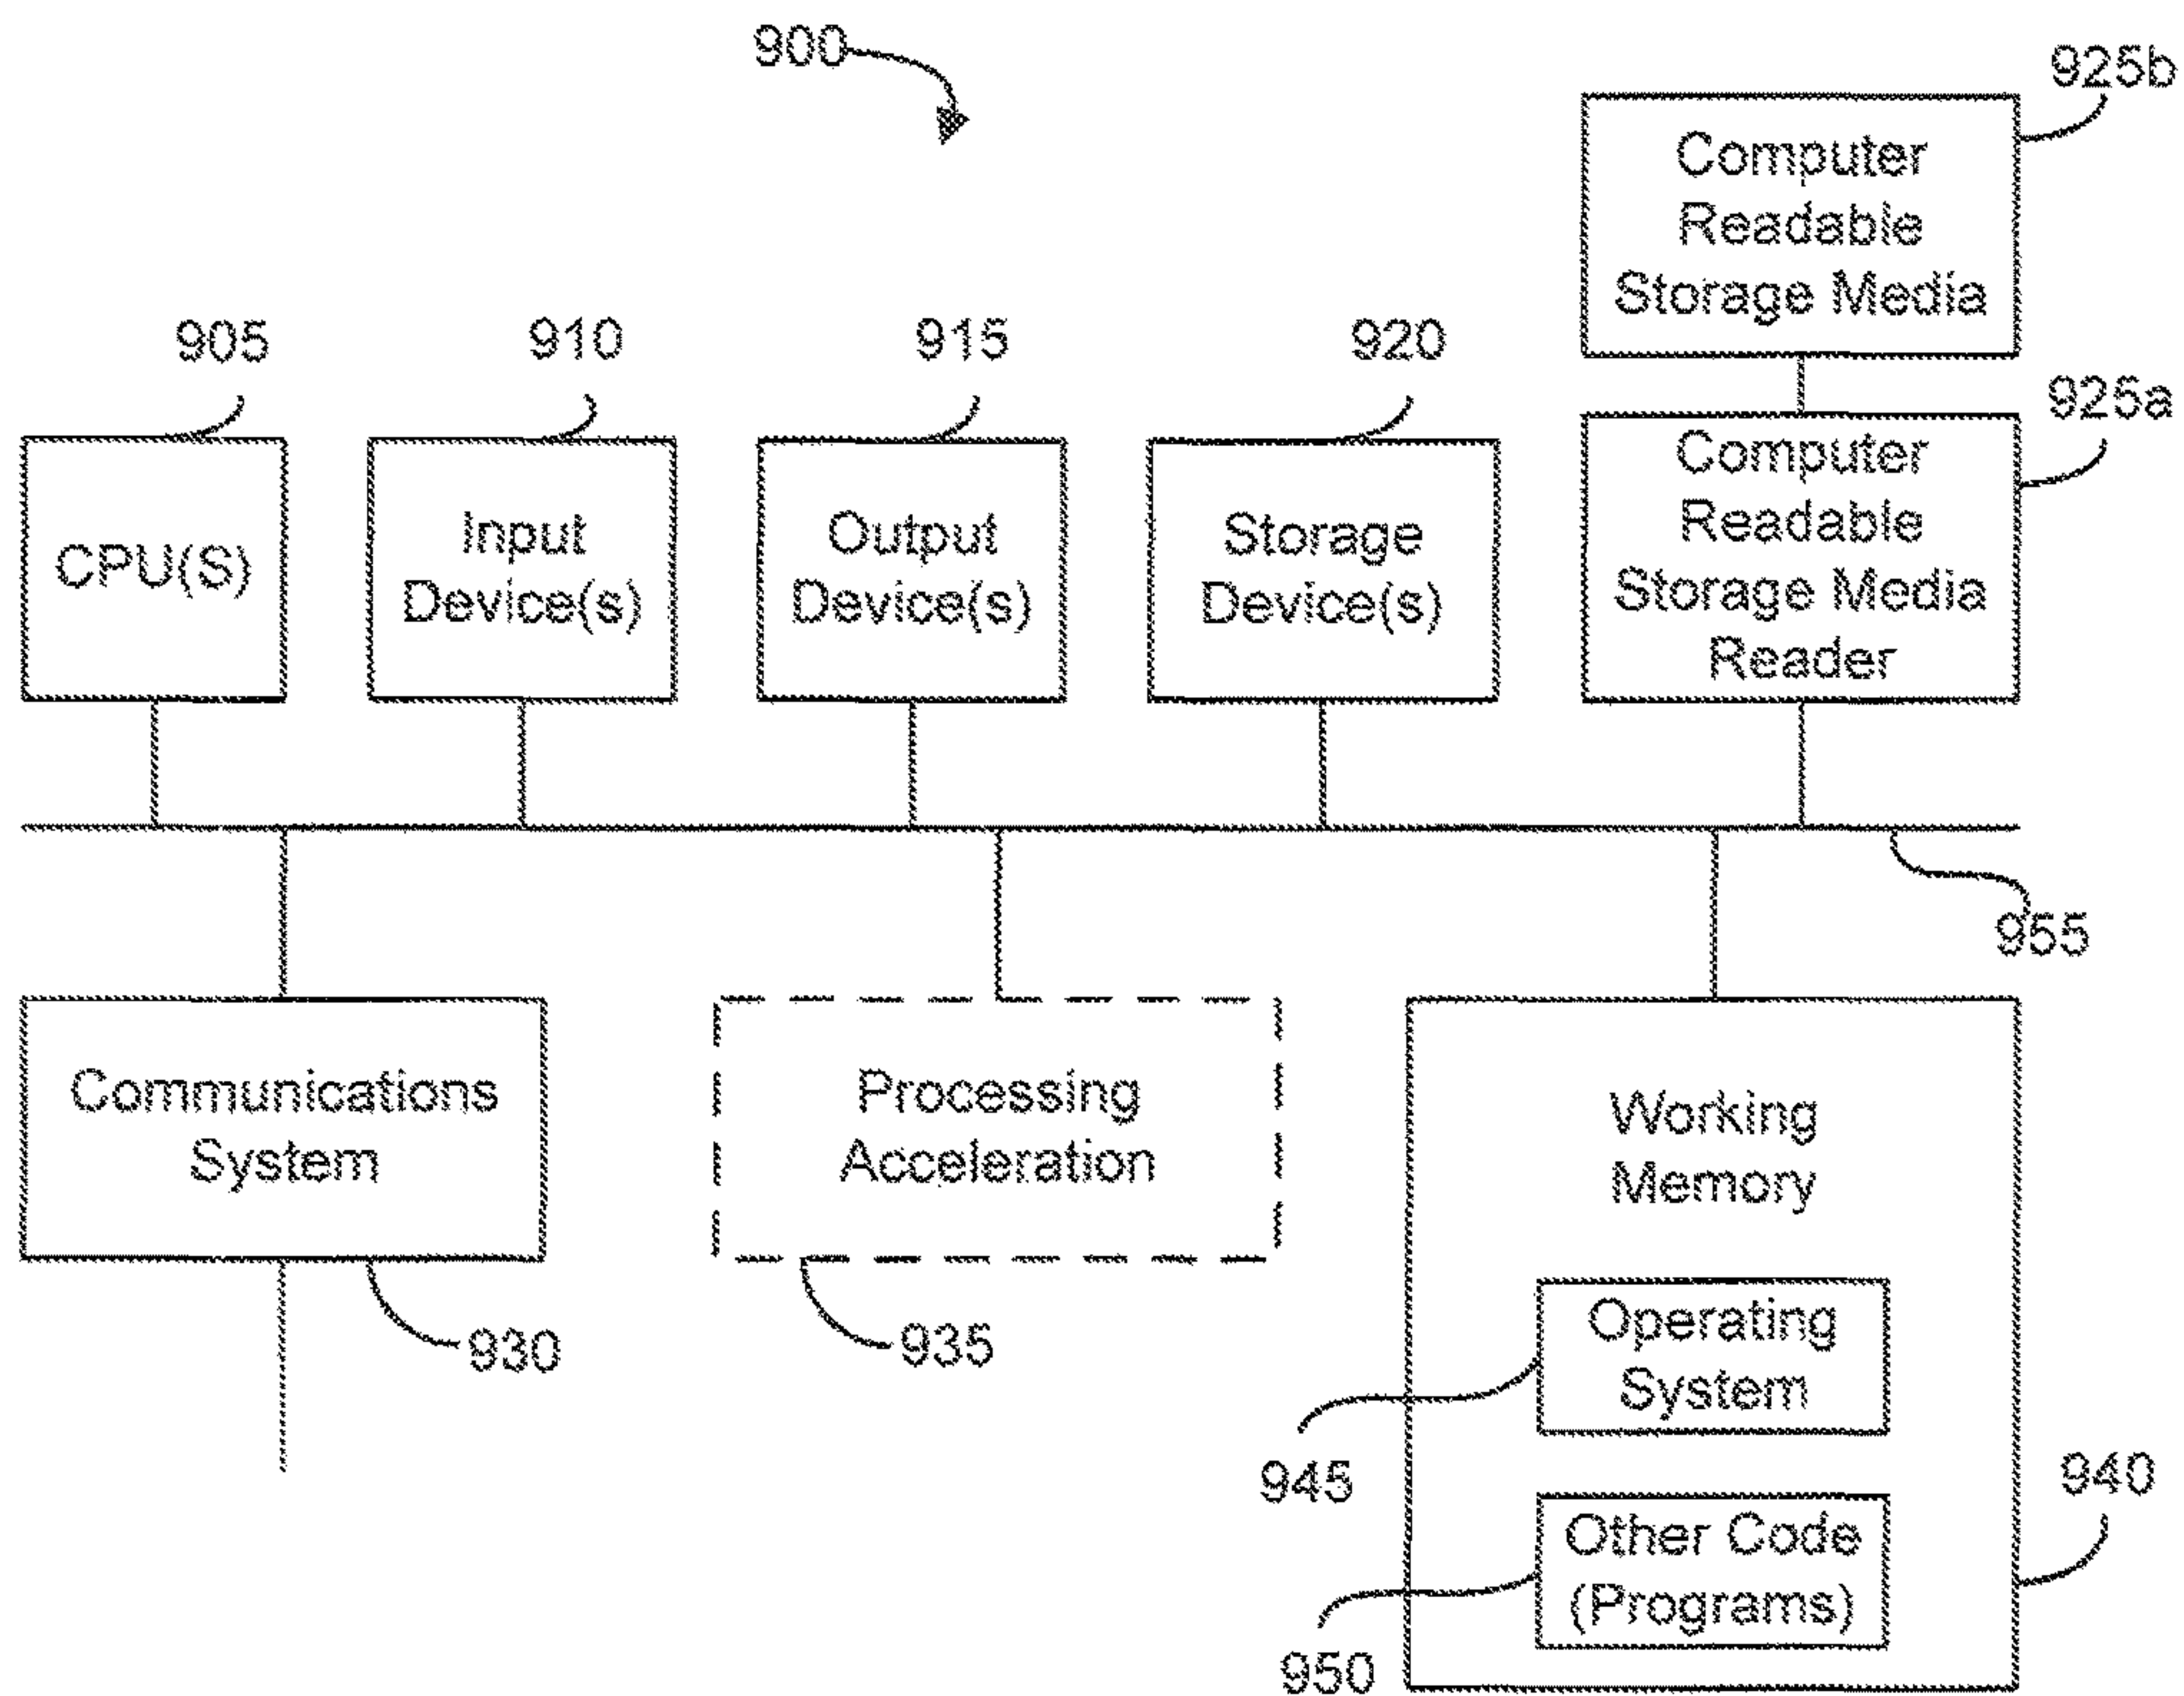 900
925b
Computer
Readable
Storage Media
905
910
915
920
925a
CPU(S)
Input
Device(s)
Output
Device(s)
Storage
Device(s)
Computer
Readable
Storage Media
Reader
955
Communications
System
Processing
Acceleration
Working
Memory
930
935
Operating
System
945
940
Other Code
(Programs)
950